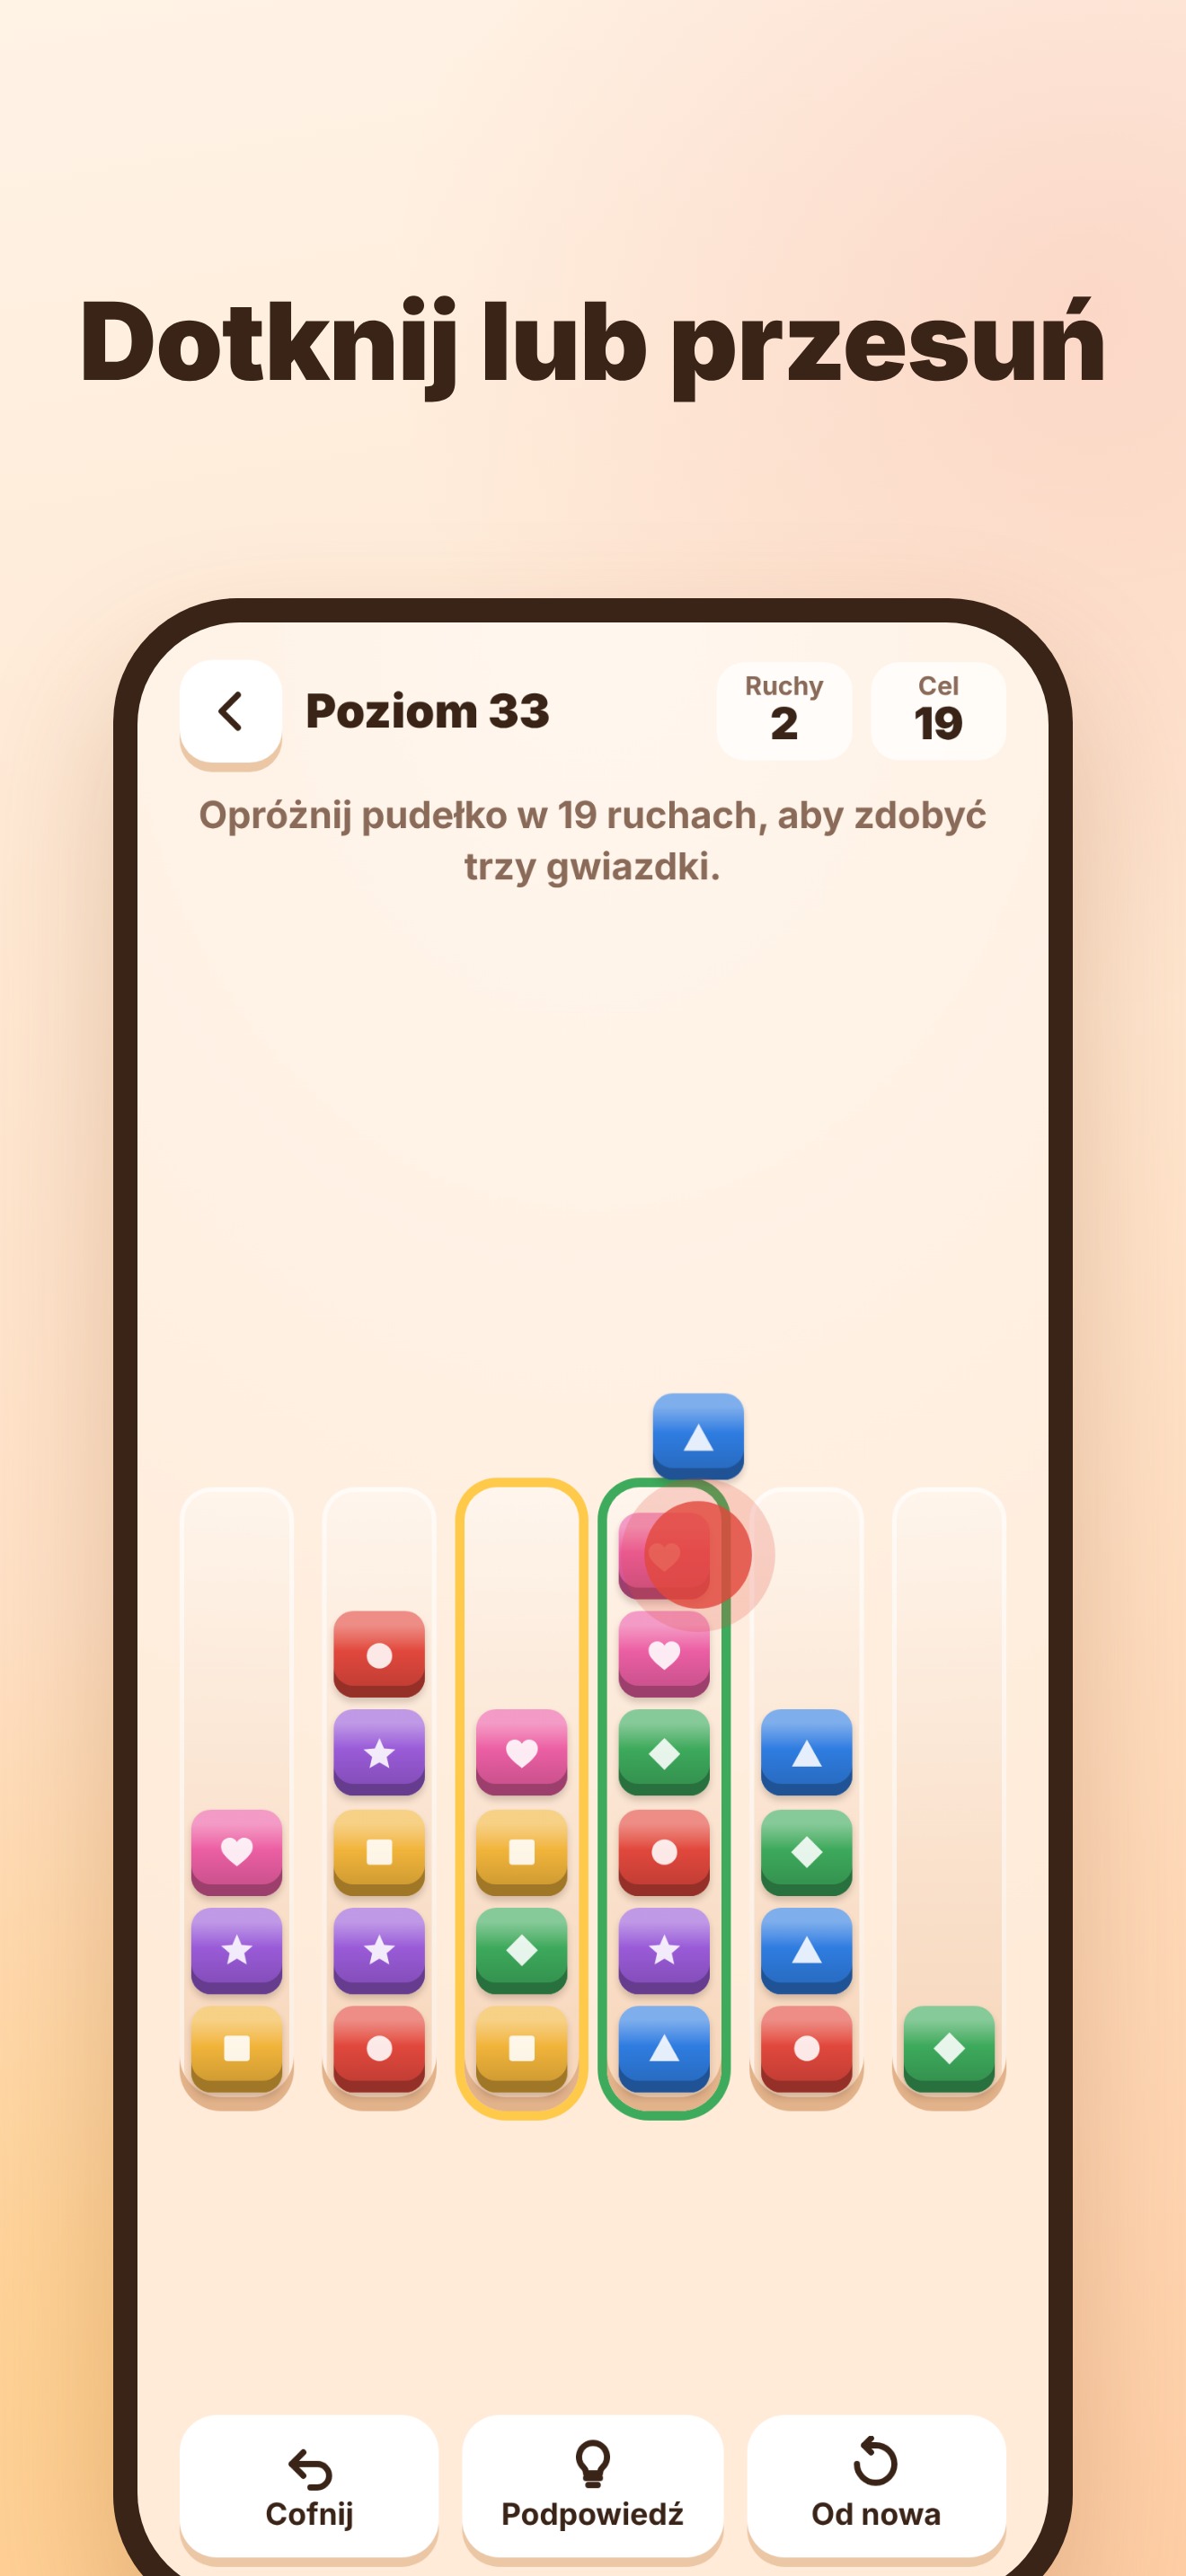 Dotknij lub przesuń
Poziom 33
Ruchy
2
Cel
19
Opróżnij pudełko w 19 ruchach, aby zdobyć
trzy gwiazdki.
Cofnij
Podpowiedź
Od nowa